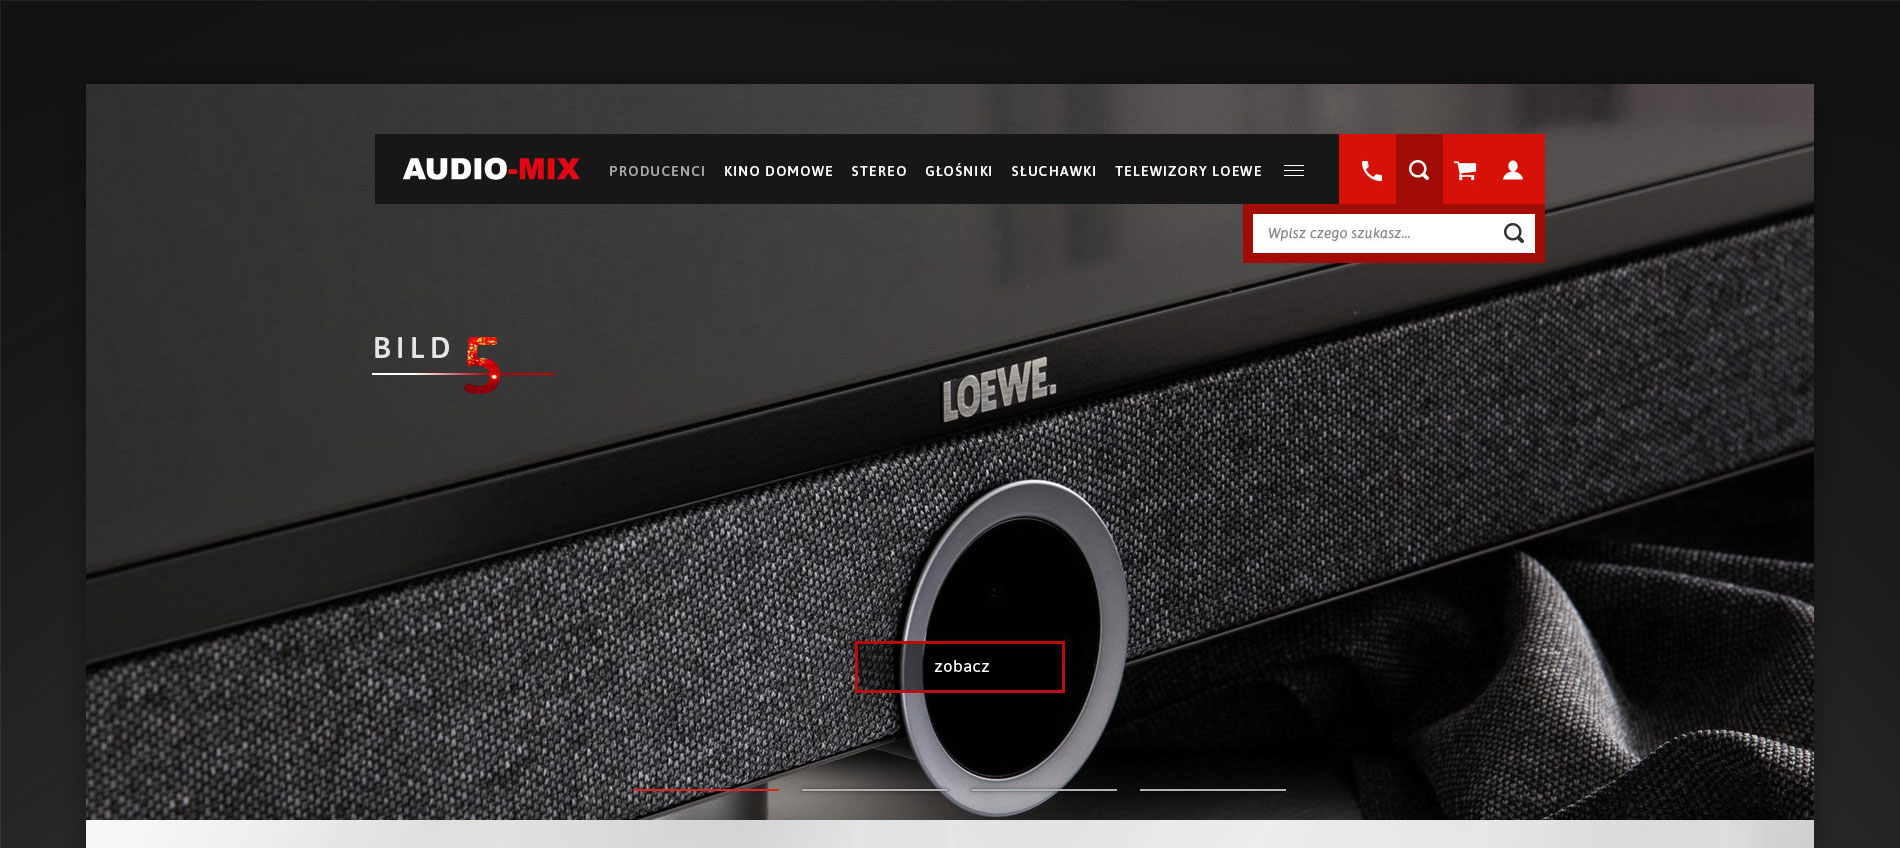 AUDIO-MIX PRODUCENCI KINO DOMOWE STEREO GŁOŚNIKI SŁUCHAWKI TELEWIZORY LOEWE
Wpisz czego szukasz...
BILD 5
LOEWE.
zobacz